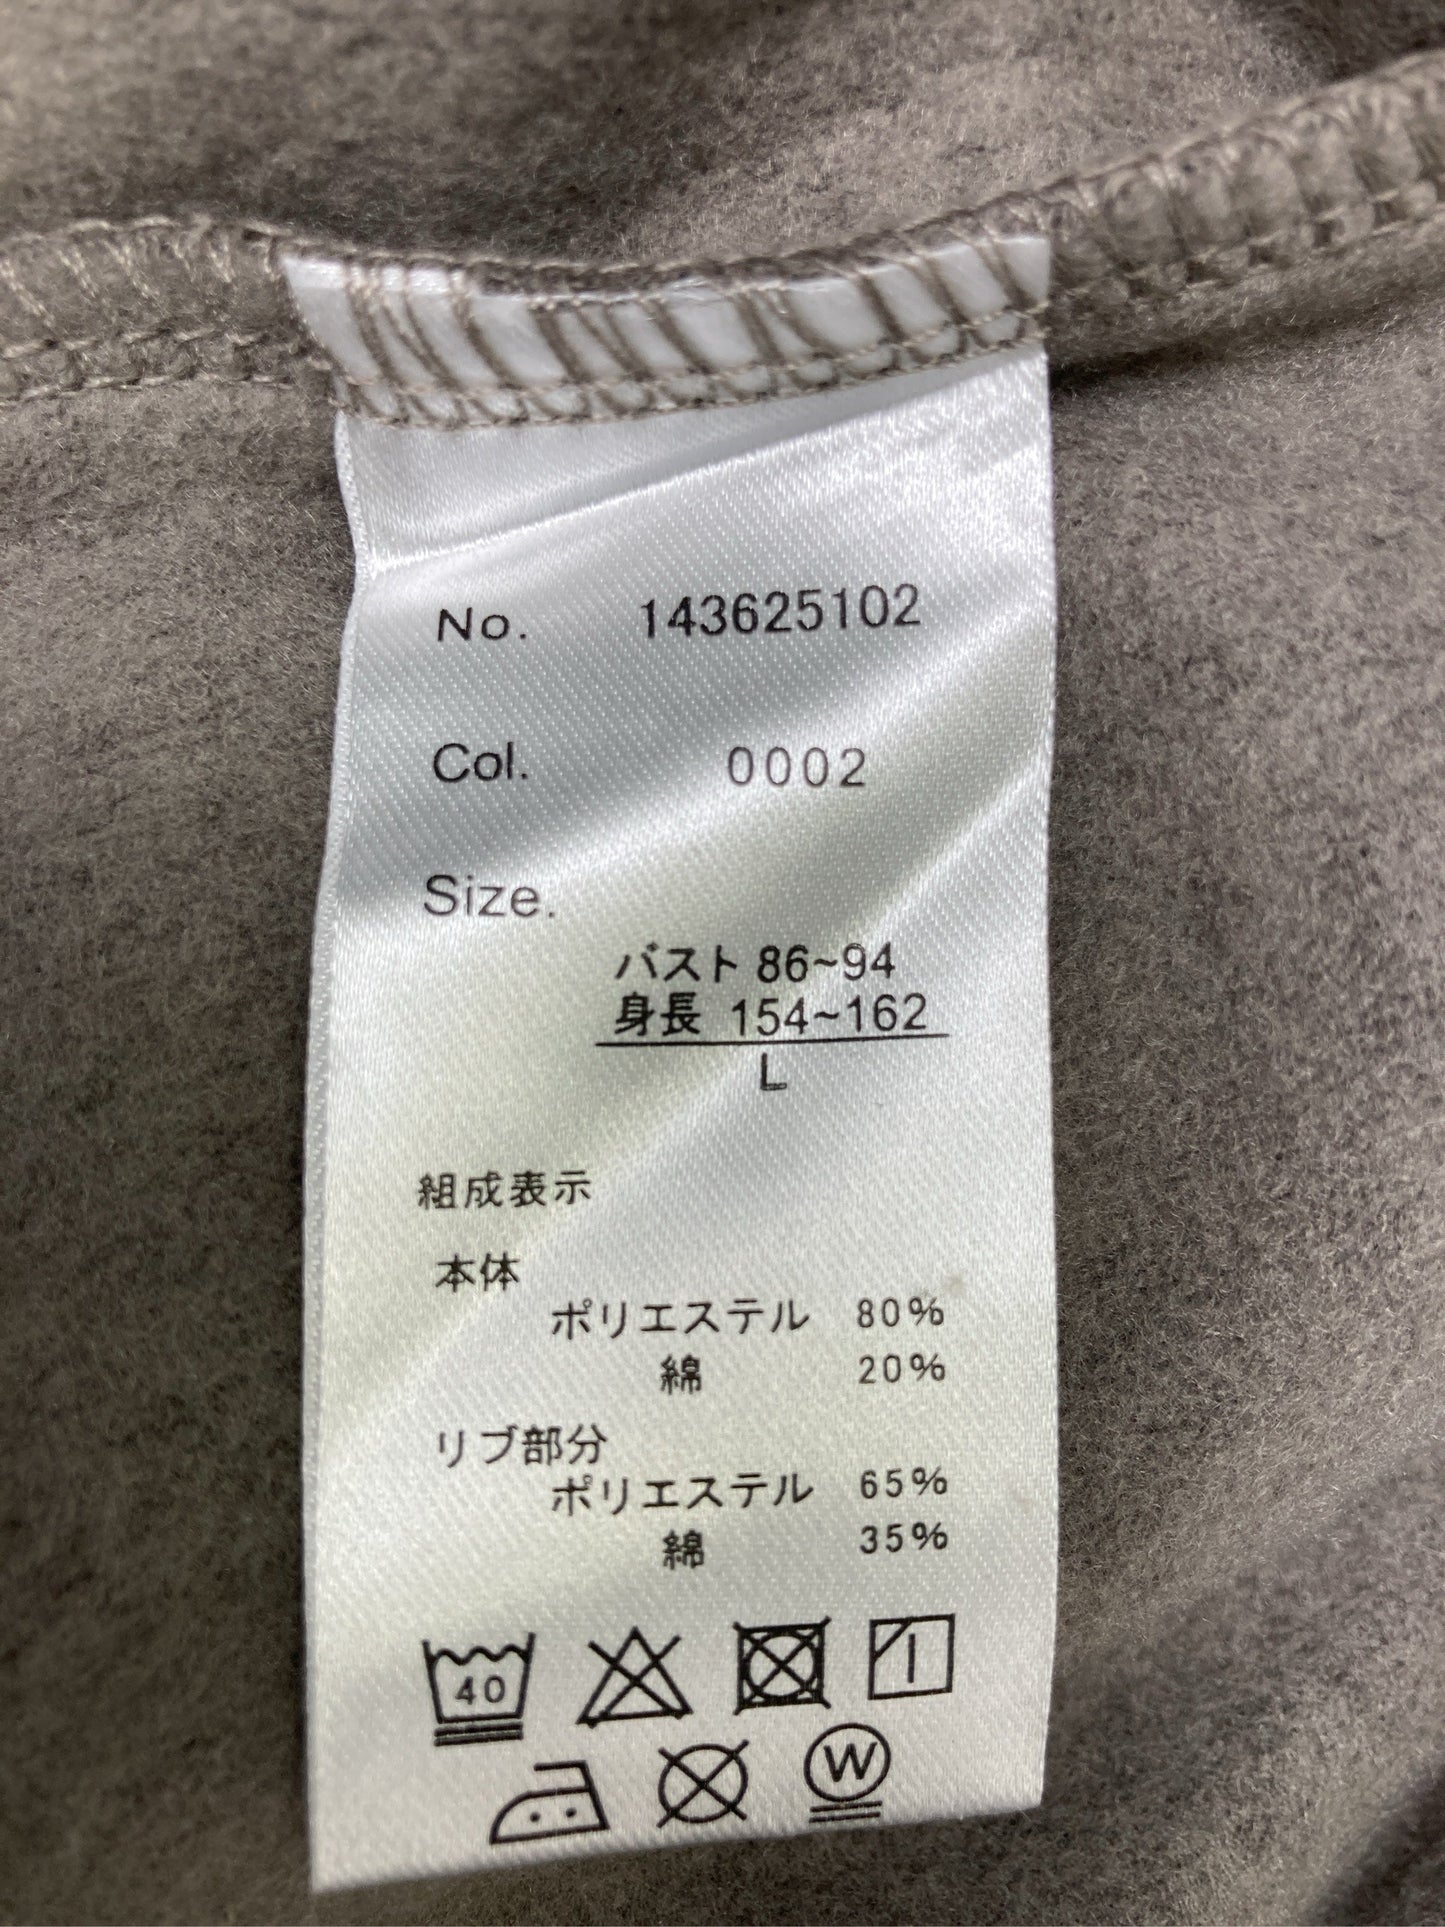 No. 143625102
Col. 0002
Size.
バスト 86~94
身長 154~162
L
組成表示
本体
ポリエステル 80%
綿 20%
リブ部分
ポリエステル 65%
綿 35%
40
W